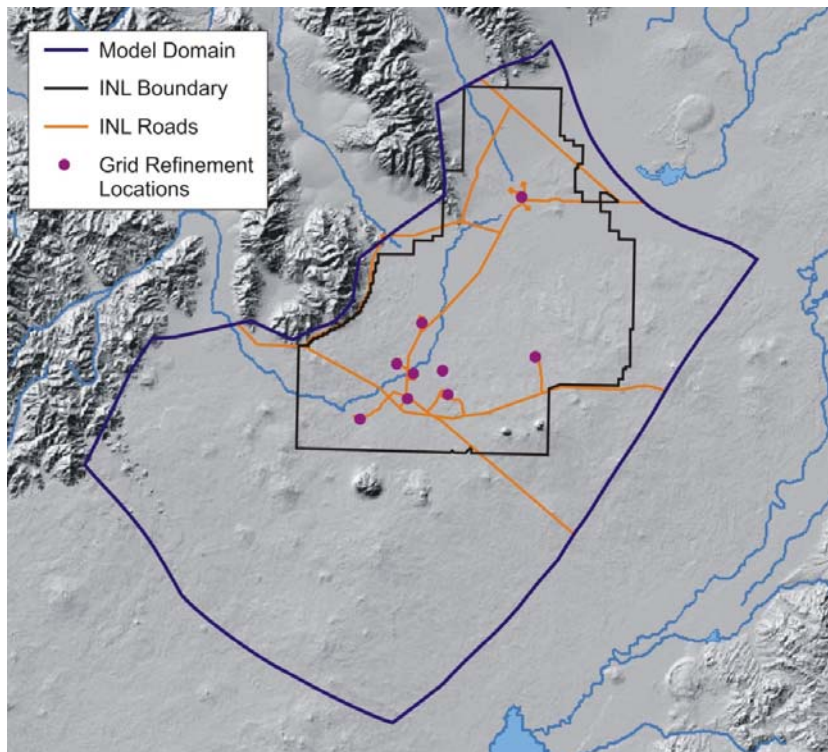 Model Domain
INL Boundary
INL Roads
Grid Refinement
Locations